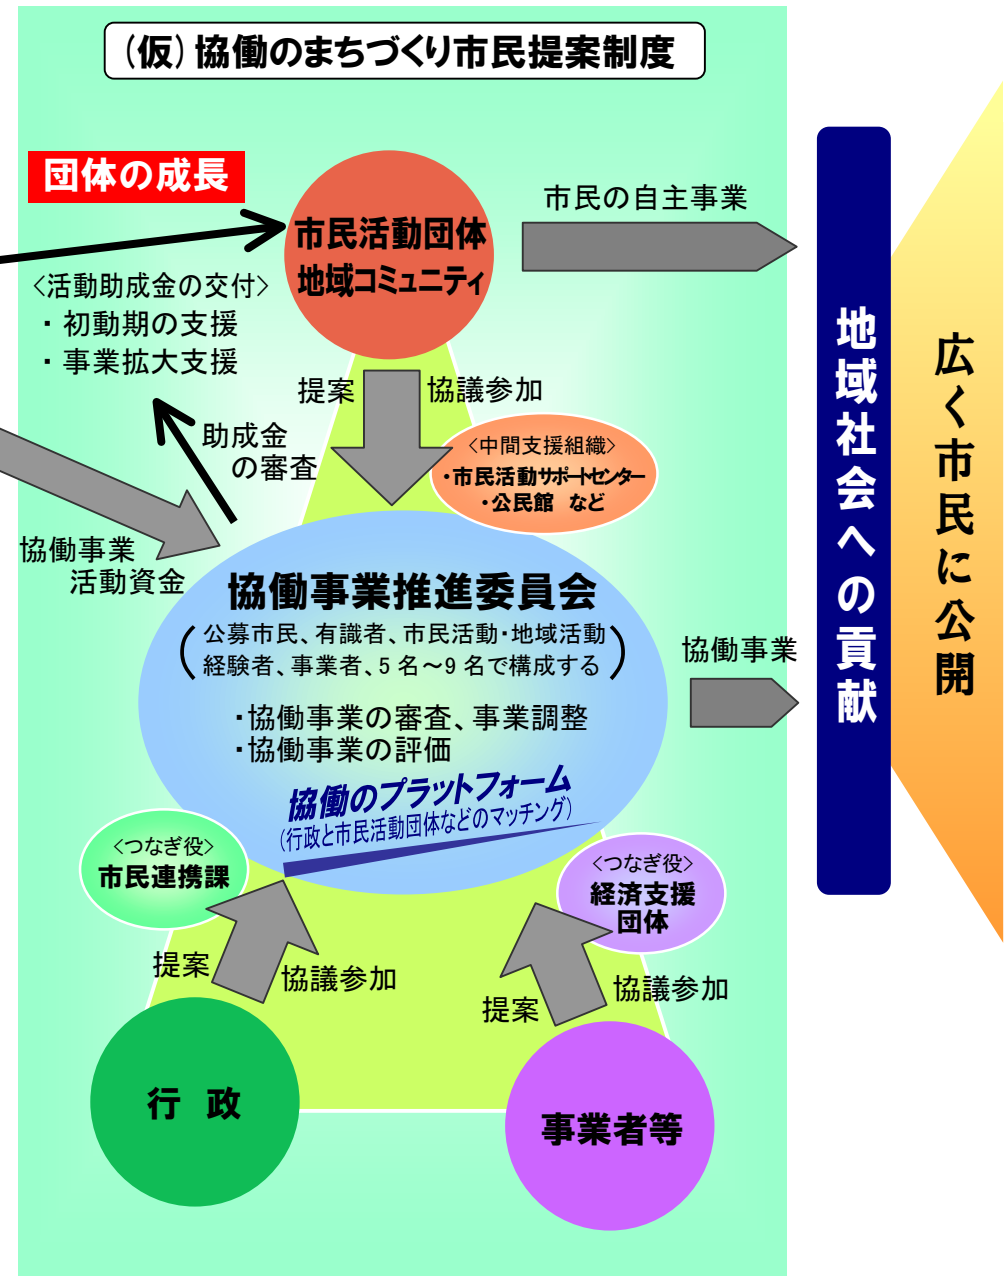 (仮)協働のまちづくり市民提案制度
団体の成長
市民活動団体
地域コミュニティ
市民の自主事業
〈活動助成金の交付〉
・初動期の支援
・事業拡大支援
提案
協議参加
助成金
の審査
〈中間支援組織〉
・市民活動サポートセンター
・公民館 など
協働事業
活動資金
協働事業推進委員会
(公募市民、有識者、市民活動・地域活動
経験者、事業者、5名～9名で構成する)
・協働事業の審査、事業調整
・協働事業の評価
協働のプラットフォーム
(行政と市民活動団体などのマッチング)
協働事業
〈つなぎ役〉
市民連携課
〈つなぎ役〉
経済支援
団体
提案
協議参加
提案
協議参加
行 政
事業者等
地域社会への貢献
広く市民に公開